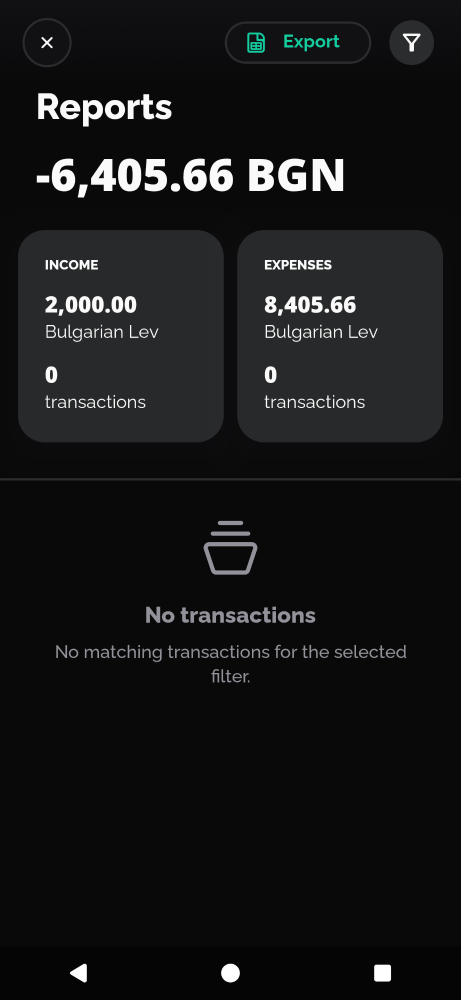 Export
Reports
-6,405.66 BGN
INCOME
2,000.00
Bulgarian Lev
0
transactions
EXPENSES
8,405.66
Bulgarian Lev
0
transactions
No transactions
No matching transactions for the selected
filter.